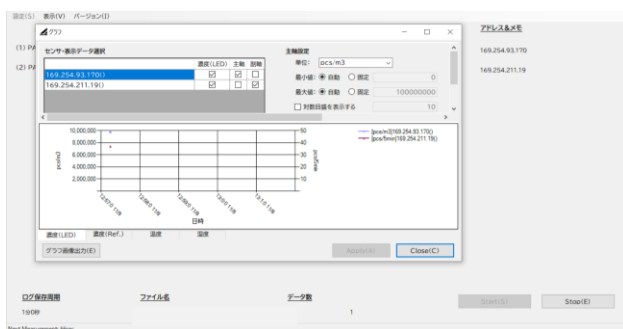 設定(S) 表示(V) バージョン(I)
グラフ
アドレス&メモ
(1) PA
169.254.93.170
(2) PA
169.254.211.19
センサ・表示データ選択
濃度(LED) 主軸 副軸
169.254.93.170()
169.254.211.19()
主軸設定
単位: pcs/m3
最小値: 自動 固定 0
最大値: 自動 固定 100000000
対数目盛を表示する 10
10,000,000
8,000,000
6,000,000
4,000,000
2,000,000
pcs/m3
50
40
30
20
10
pcs/5min
[pcs/m3]169.254.93.170()
[pcs/5min]169.254.211.19()
日時
濃度(LED) 濃度(Ref.) 温度 湿度
グラフ画像出力(E) Apply(A) Close(C)
ログ保存周期 ファイル名 データ数
1分0秒 1
Start(S) Stop(E)